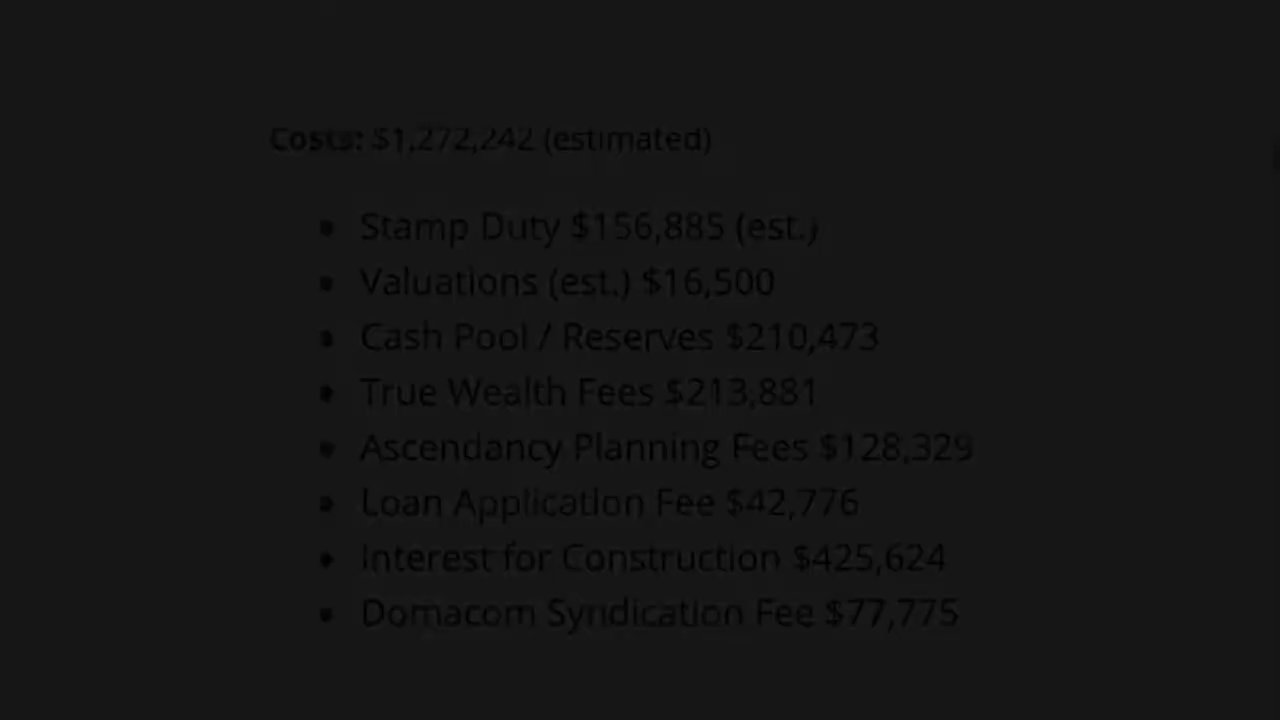 Costs: $1,272,242 (estimated)
Stamp Duty $156,885 (est.)
Valuations (est.) $16,500
Cash Pool / Reserves $210,473
True Wealth Fees $213,881
Ascendancy Planning Fees $128,329
Loan Application Fee $42,776
Interest for Construction $425,624
Domacom Syndication Fee $77,775